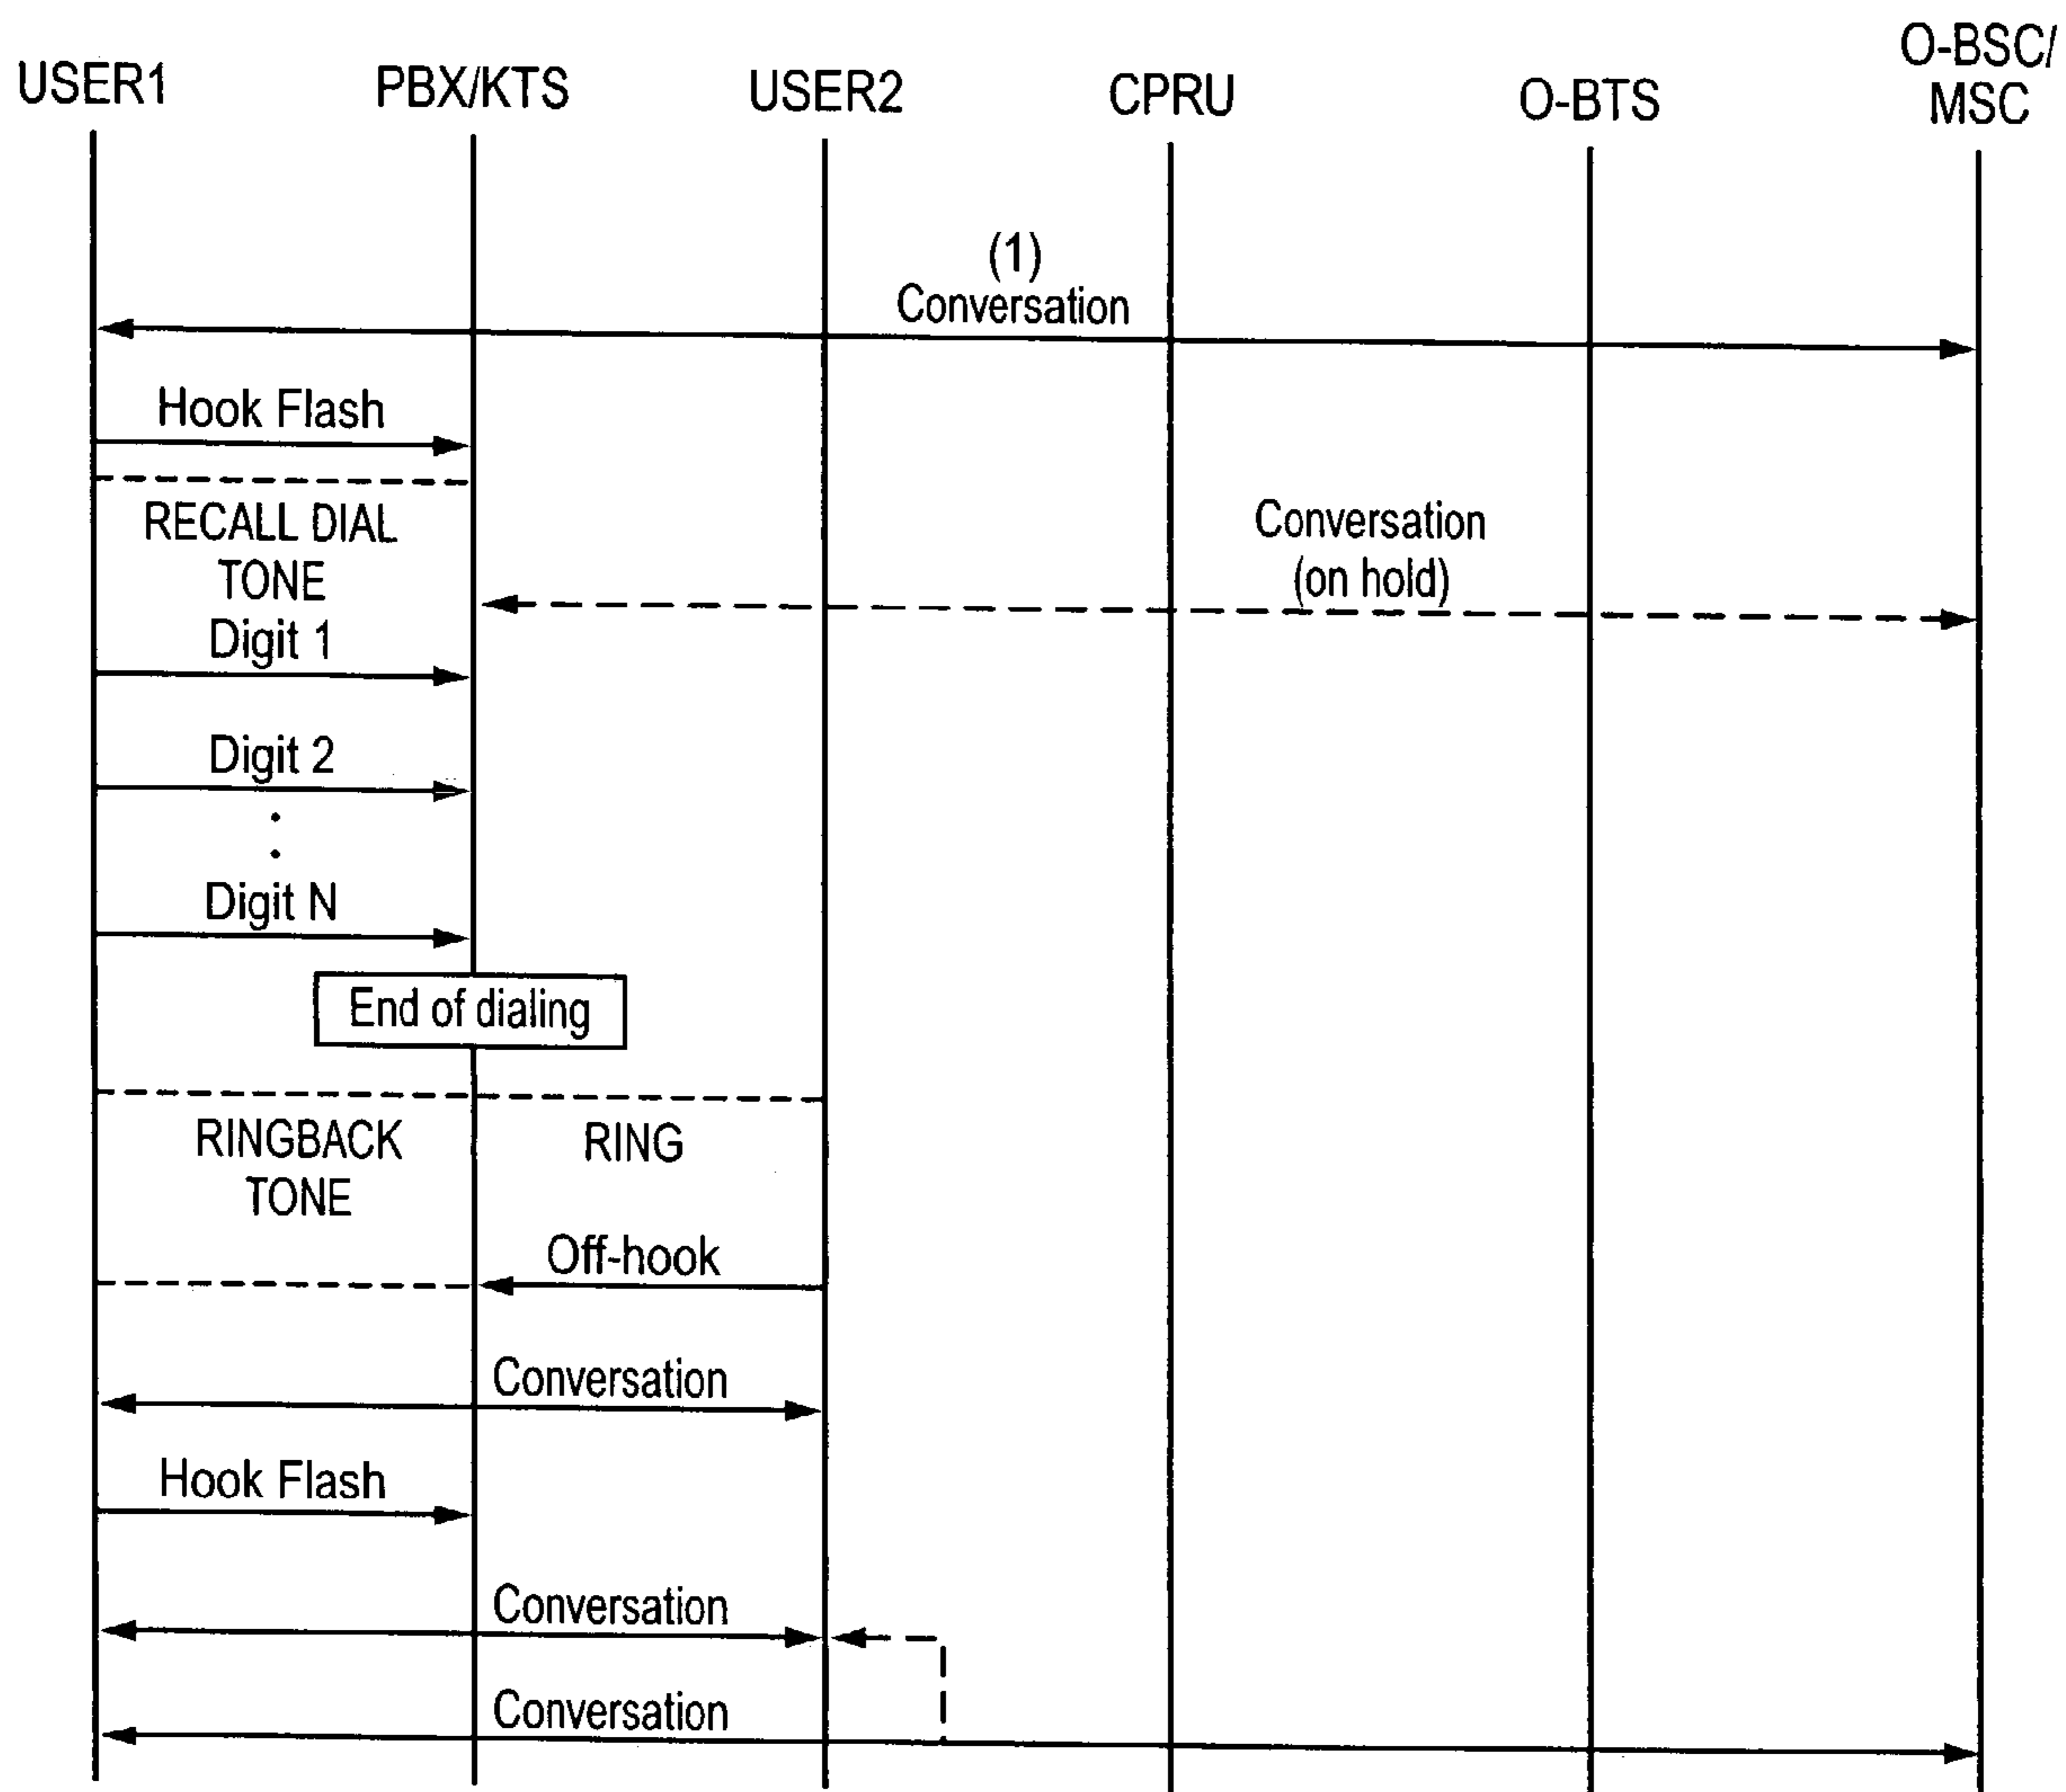 USER1
PBX/KTS
USER2
CPRU
O-BTS
O-BSC/
MSC
(1)
Conversation
Hook Flash
RECALL DIAL
TONE
Conversation
(on hold)
Digit 1
Digit 2
Digit N
End of dialing
RINGBACK
TONE
RING
Off-hook
Conversation
Hook Flash
Conversation
Conversation